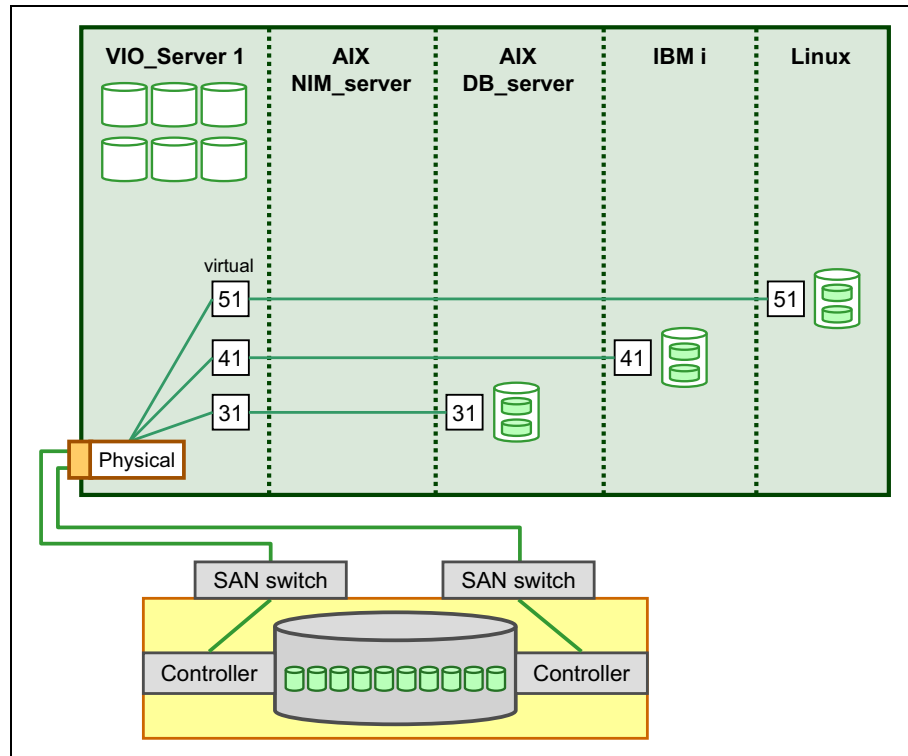 VIO_Server 1
AIX
NIM_server
AIX
DB_server
IBM i
Linux
virtual
51
51
41
41
31
31
Physical
SAN switch
SAN switch
Controller
Controller